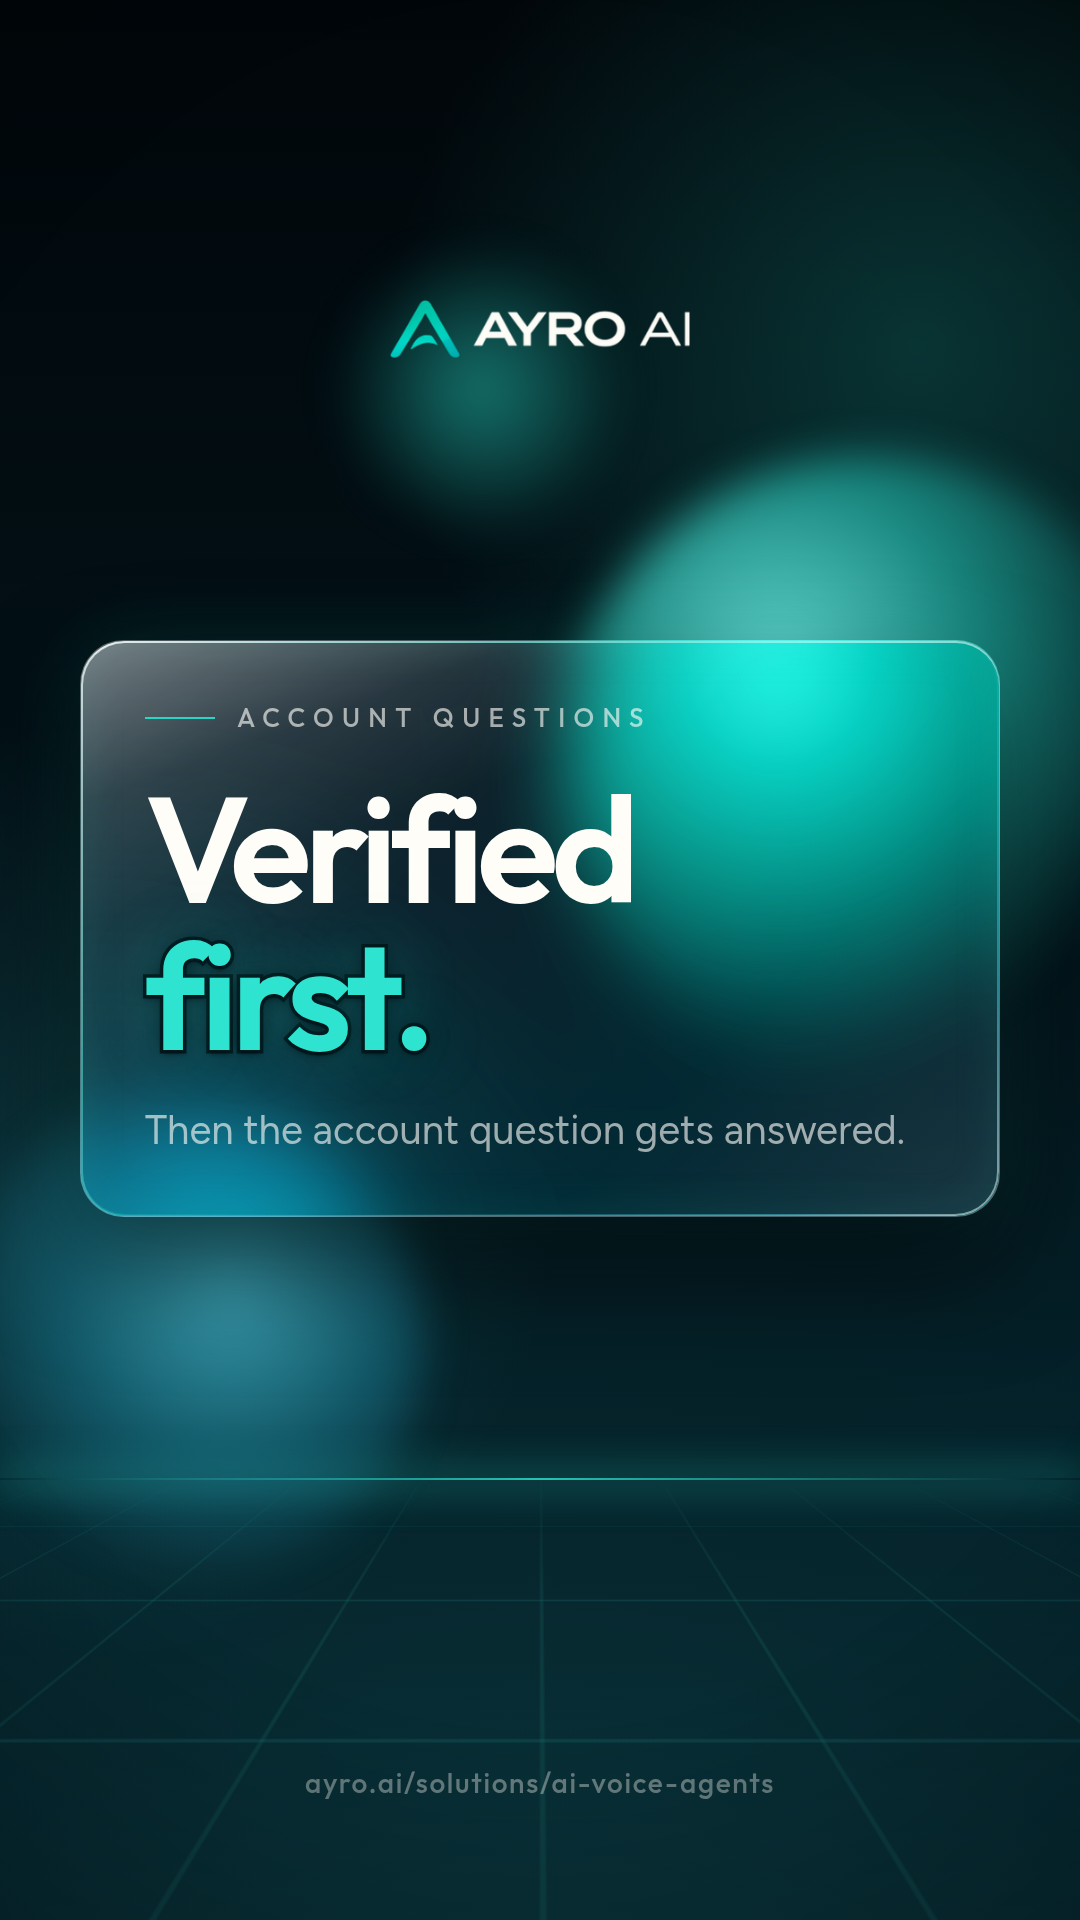 AYRO AI
ACCOUNT QUESTIONS
Verified
first.
Then the account question gets answered.
ayro.ai/solutions/ai-voice-agents